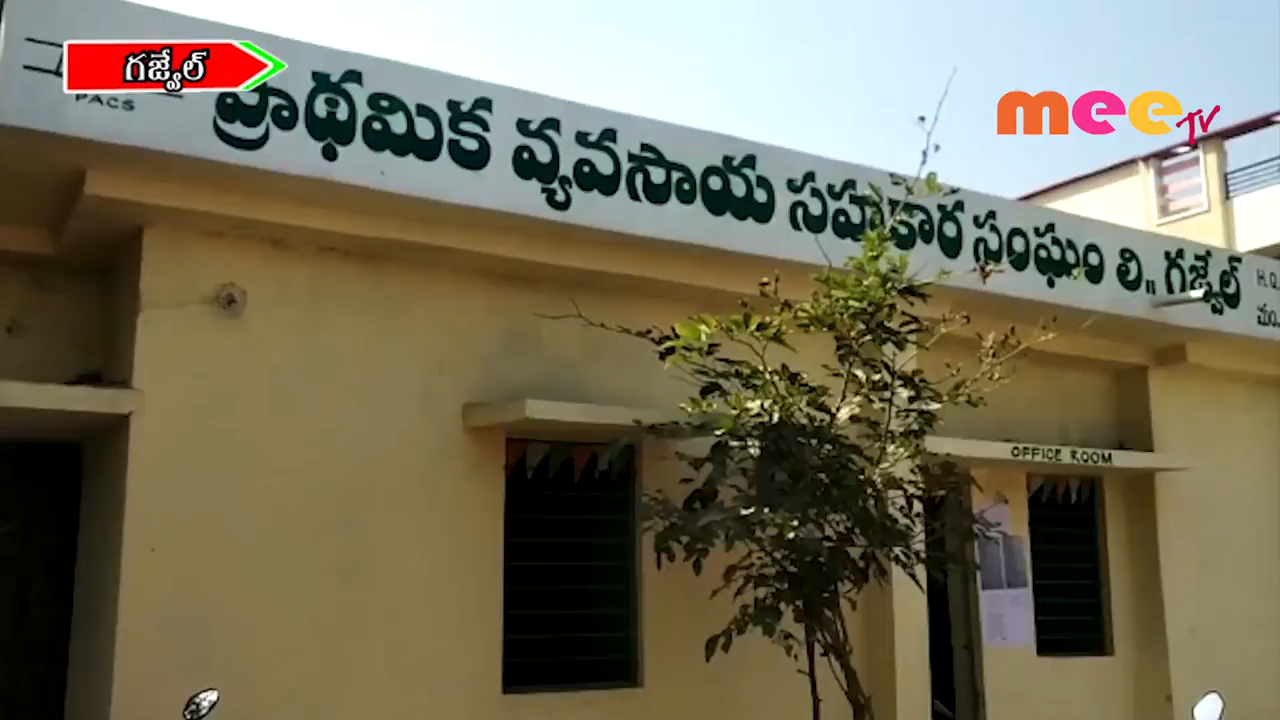 గజ్వేల్
mee TV
PACS
ప్రాథమిక వ్యవసాయ సహకార సంఘం లి.. గజ్వేల్
H.Q.
మం.
OFFICE ROOM